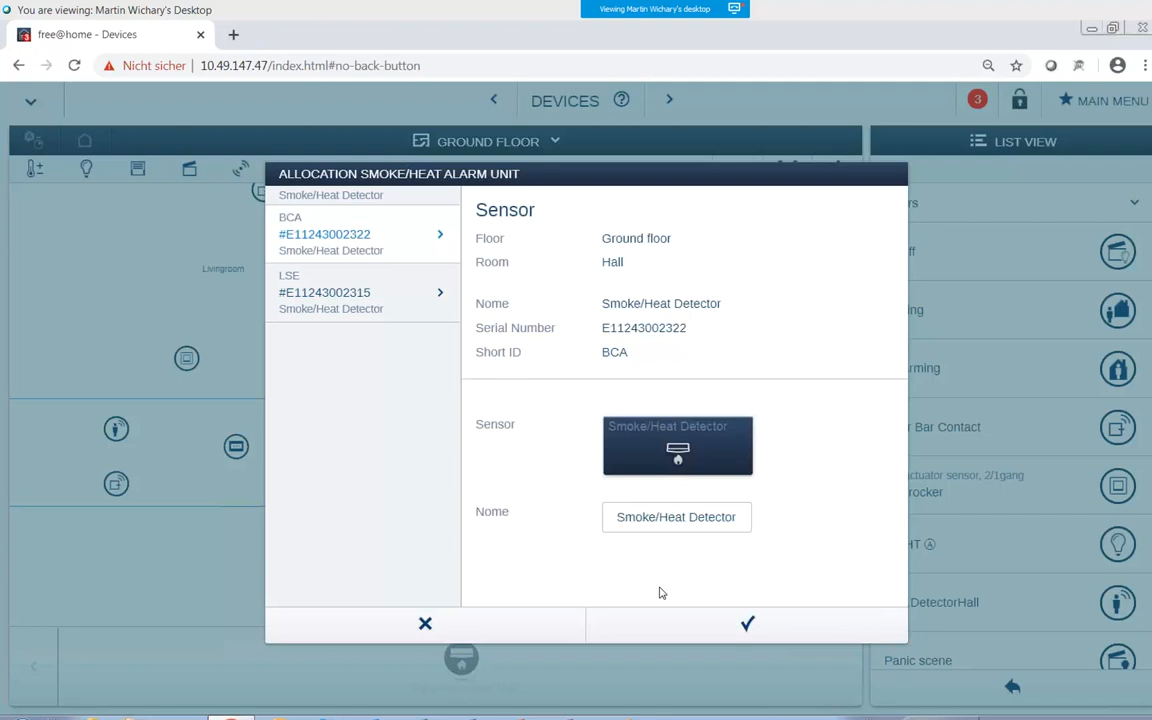 You are viewing: Martin Wichary's Desktop
Viewing Martin Wichary's desktop
free@home - Devices
Nicht sicher | 10.49.147.47/index.html#no-back-button
DEVICES
3
MAIN MENU
GROUND FLOOR
LIST VIEW
ALLOCATION SMOKE/HEAT ALARM UNIT
Smoke/Heat Detector
BCA
#E11243002322
Smoke/Heat Detector
LSE
#E11243002315
Smoke/Heat Detector
Sensor
Floor Ground floor
Room Hall
Name Smoke/Heat Detector
Serial Number E11243002322
Short ID BCA
Sensor
Smoke/Heat Detector
Nome Smoke/Heat Detector
Livingroom
rs
ff
ing
rming
r Bar Contact
actuator sensor, 2/1gang
rocker
HT Ⓐ
DetectorHall
Panic scene